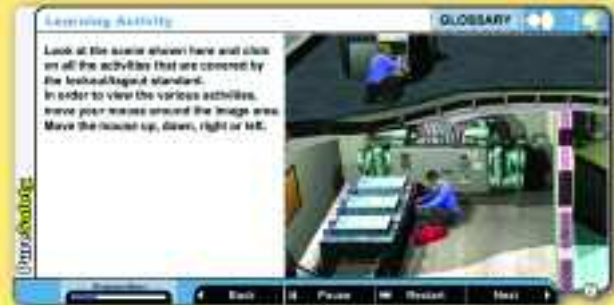 Learning Activity
GLOSSARY
Look at the scene shown here and click
on all the activities that are covered by
the lockout/tagout standard.
In order to view the various activities,
move your mouse around the image area.
Move the mouse up, down, right or left.
PureSafety
Back
Pause
Restart
Next